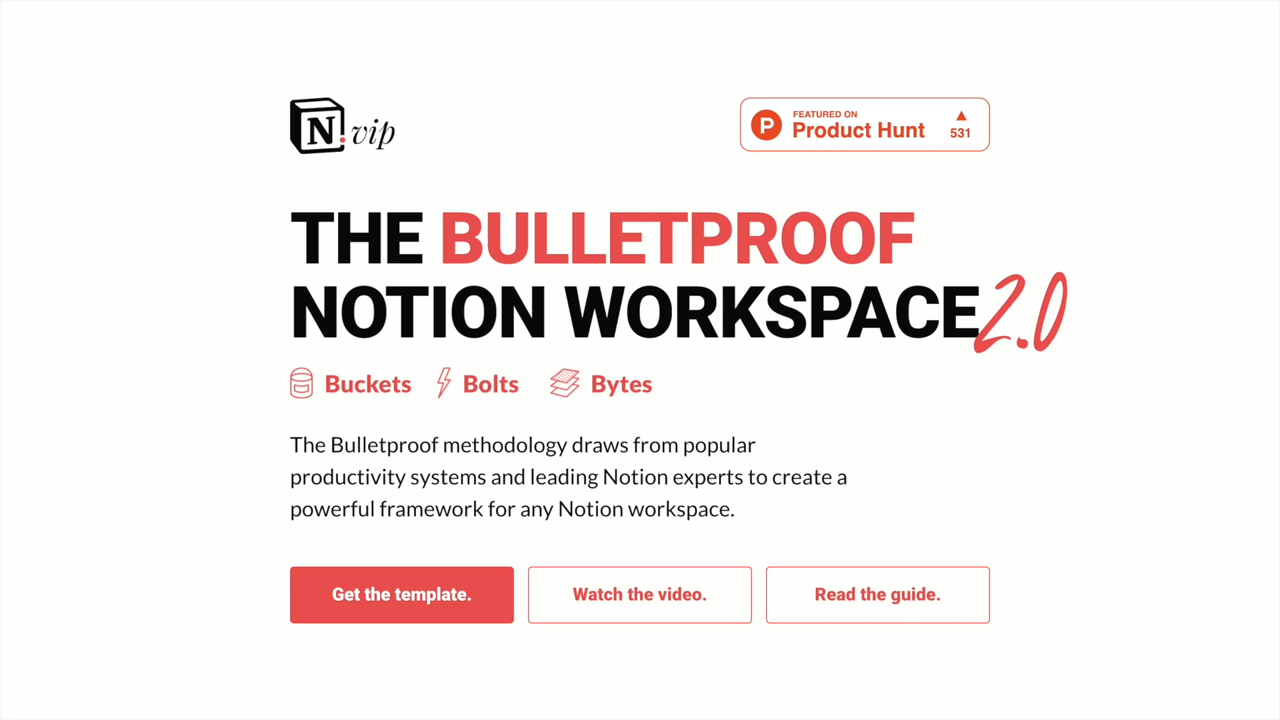 N.vip
FEATURED ON
Product Hunt
531
THE BULLETPROOF
NOTION WORKSPACE 2.0
Buckets Bolts Bytes
The Bulletproof methodology draws from popular
productivity systems and leading Notion experts to create a
powerful framework for any Notion workspace.
Get the template. Watch the video. Read the guide.